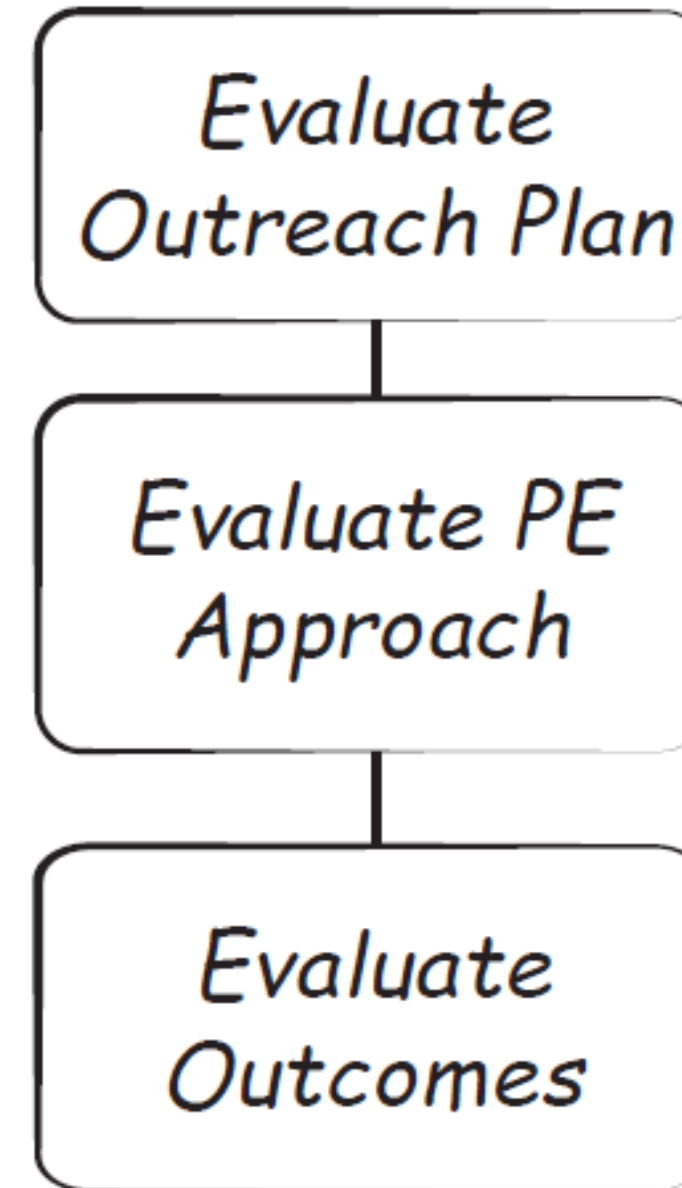 Evaluate
Outreach Plan
Evaluate PE
Approach
Evaluate
Outcomes